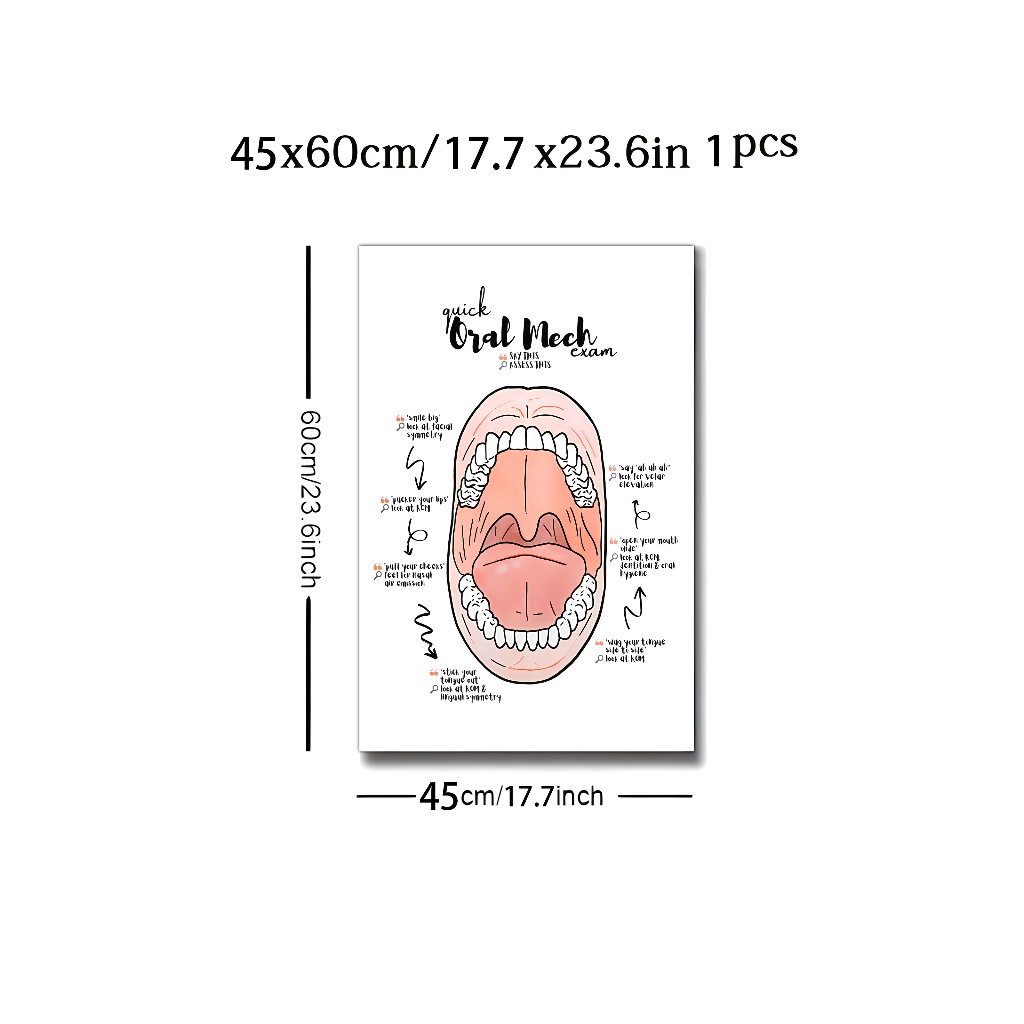 45x60cm/17.7 x23.6in 1pcs
quick
Oral Mech
exam
SAY THIS
ASSESS THIS
'smile big'
look at facial
symmetry
'pucker your lips'
look at ROM
'puff your cheeks'
feel for nasal
air emission
'stick your
tongue out'
look at ROM &
lingual symmetry
'wag your tongue
side to side'
look at ROM
'open your mouth
wide'
look at ROM,
dentition & oral
hygiene
'say 'ah ah ah''
look for velar
elevation
60cm/23.6inch
45cm/17.7inch